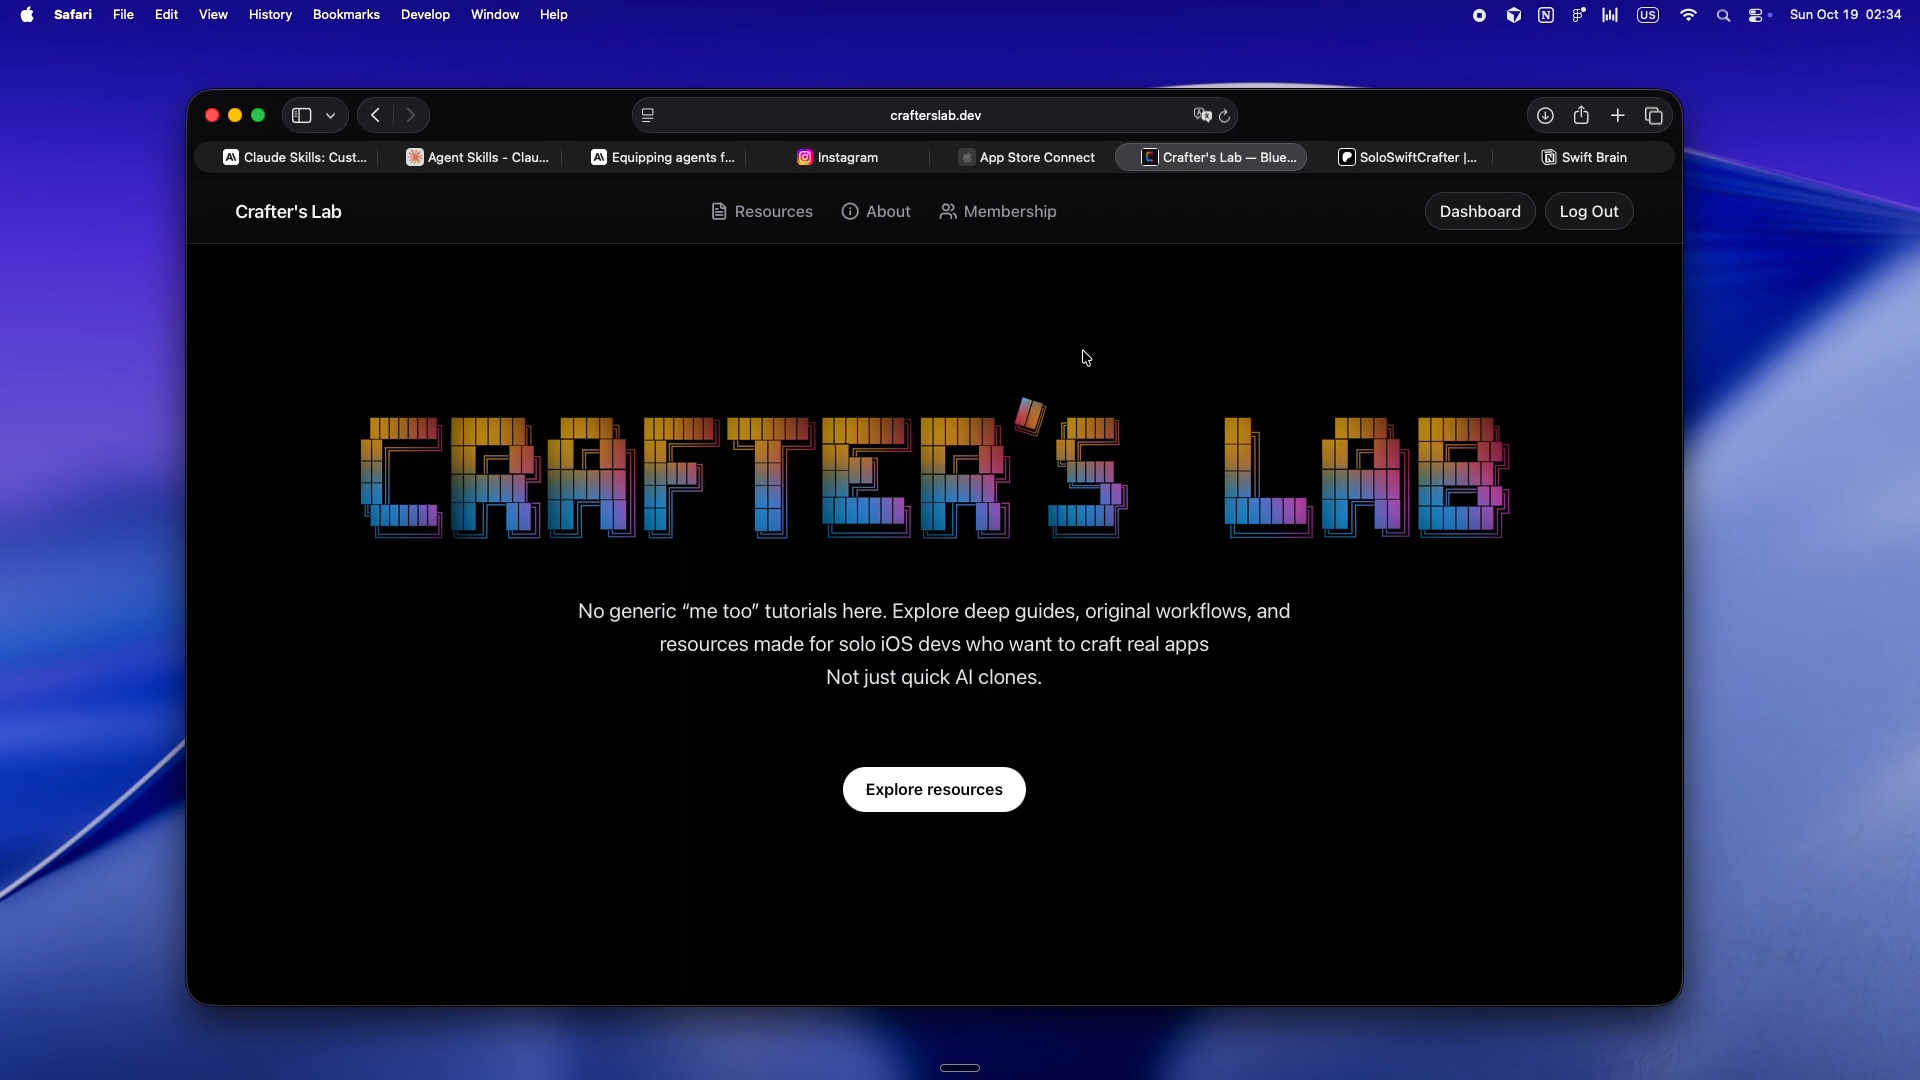 Safari File Edit View History Bookmarks Develop Window Help
US
Sun Oct 19 02:34
crafterslab.dev
Claude Skills: Cust...
Agent Skills - Clau...
Equipping agents f...
Instagram
App Store Connect
Crafter's Lab — Blue...
SoloSwiftCrafter |...
Swift Brain
Crafter's Lab
Resources
About
Membership
Dashboard
Log Out
CRAFTER'S LAB
No generic “me too” tutorials here. Explore deep guides, original workflows, and
resources made for solo iOS devs who want to craft real apps
Not just quick AI clones.
Explore resources